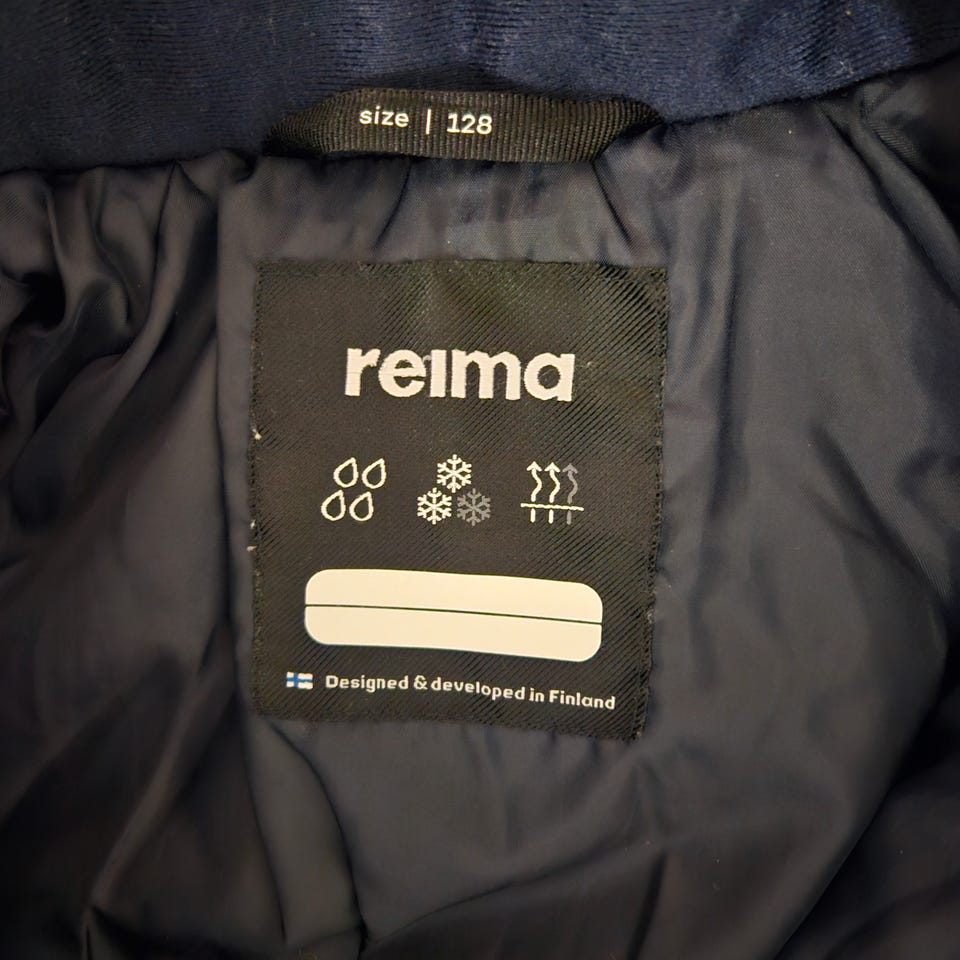 size | 128
reima
Designed & developed in Finland